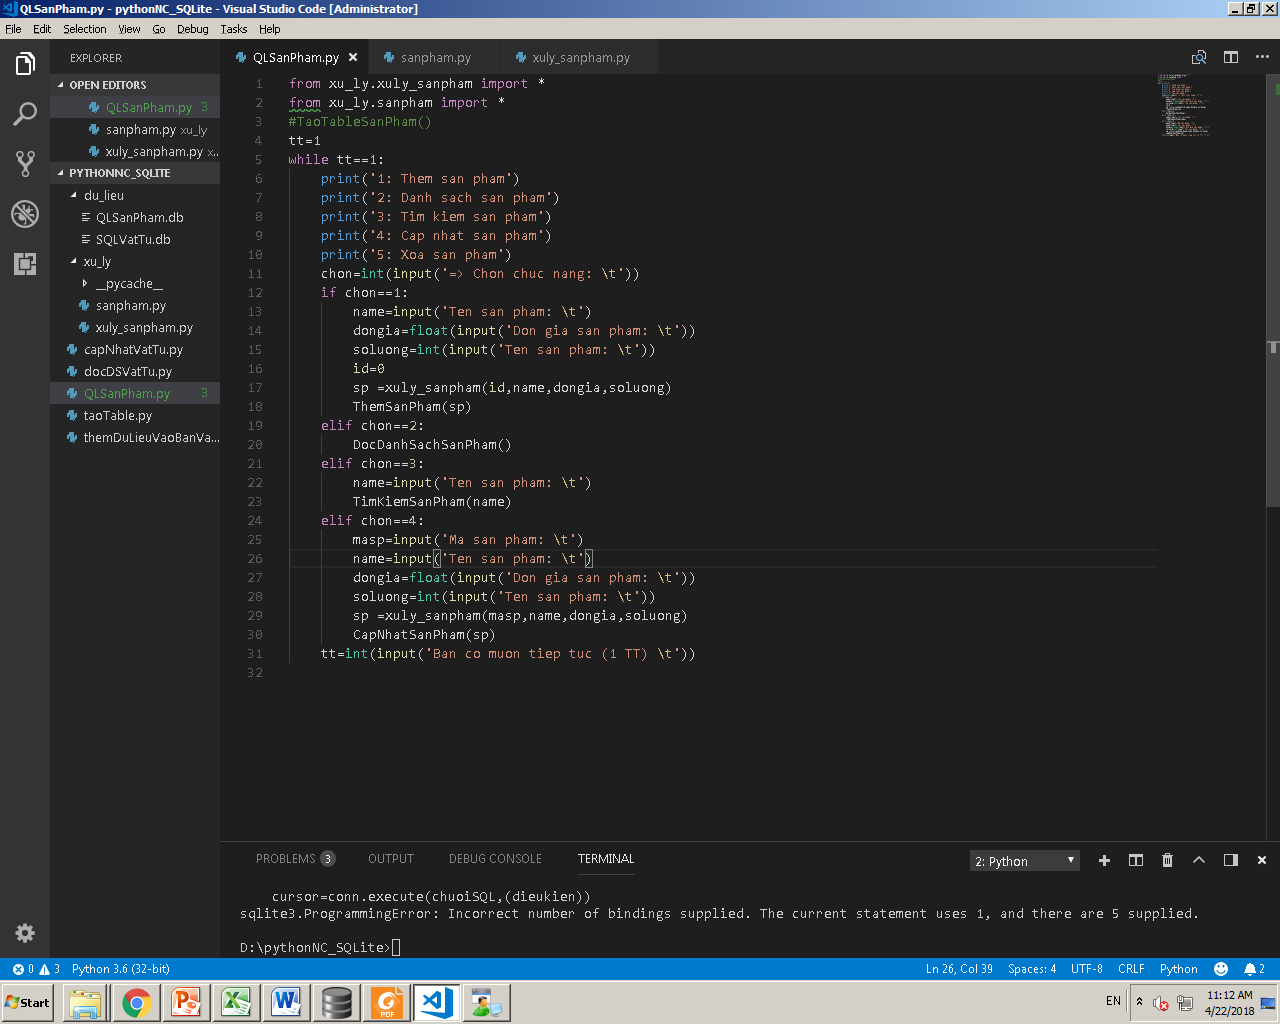 QLSanPham.py - pythonNC_SQLite - Visual Studio Code [Administrator]
File Edit Selection View Go Debug Tasks Help
EXPLORER
OPEN EDITORS
QLSanPham.py 3
sanpham.py xu_ly
xuly_sanpham.py x...
PYTHONNC_SQLITE
du_lieu
QLSanPham.db
SQLVatTu.db
xu_ly
__pycache__
sanpham.py
xuly_sanpham.py
capNhatVatTu.py
docDSVatTu.py
QLSanPham.py 3
taoTable.py
themDuLieuVaoBanVa...
QLSanPham.py sanpham.py xuly_sanpham.py
1 from xu_ly.xuly_sanpham import *
2 from xu_ly.sanpham import *
3 #TaoTableSanPham()
4 tt=1
5 while tt==1:
6 print('1: Them san pham')
7 print('2: Danh sach san pham')
8 print('3: Tim kiem san pham')
9 print('4: Cap nhat san pham')
10 print('5: Xoa san pham')
11 chon=int(input('=> Chon chuc nang: \t'))
12 if chon==1:
13 name=input('Ten san pham: \t')
14 dongia=float(input('Don gia san pham: \t'))
15 soluong=int(input('Ten san pham: \t'))
16 id=0
17 sp =xuly_sanpham(id,name,dongia,soluong)
18 ThemSanPham(sp)
19 elif chon==2:
20 DocDanhSachSanPham()
21 elif chon==3:
22 name=input('Ten san pham: \t')
23 TimKiemSanPham(name)
24 elif chon==4:
25 masp=input('Ma san pham: \t')
26 name=input('Ten san pham: \t')
27 dongia=float(input('Don gia san pham: \t'))
28 soluong=int(input('Ten san pham: \t'))
29 sp =xuly_sanpham(masp,name,dongia,soluong)
30 CapNhatSanPham(sp)
31 tt=int(input('Ban co muon tiep tuc (1 TT) \t'))
32
PROBLEMS 3 OUTPUT DEBUG CONSOLE TERMINAL 2: Python
cursor=conn.execute(chuoiSQL,(dieukien))
sqlite3.ProgrammingError: Incorrect number of bindings supplied. The current statement uses 1, and there are 5 supplied.
D:\pythonNC_SQLite>
0 3 Python 3.6 (32-bit) Ln 26, Col 39 Spaces: 4 UTF-8 CRLF Python 2
Start EN 11:12 AM
4/22/2018